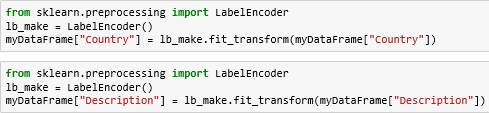 from sklearn.preprocessing import LabelEncoder
lb_make = LabelEncoder()
myDataFrame["Country"] = lb_make.fit_transform(myDataFrame["Country"])
from sklearn.preprocessing import LabelEncoder
lb_make = LabelEncoder()
myDataFrame["Description"] = lb_make.fit_transform(myDataFrame["Description"])